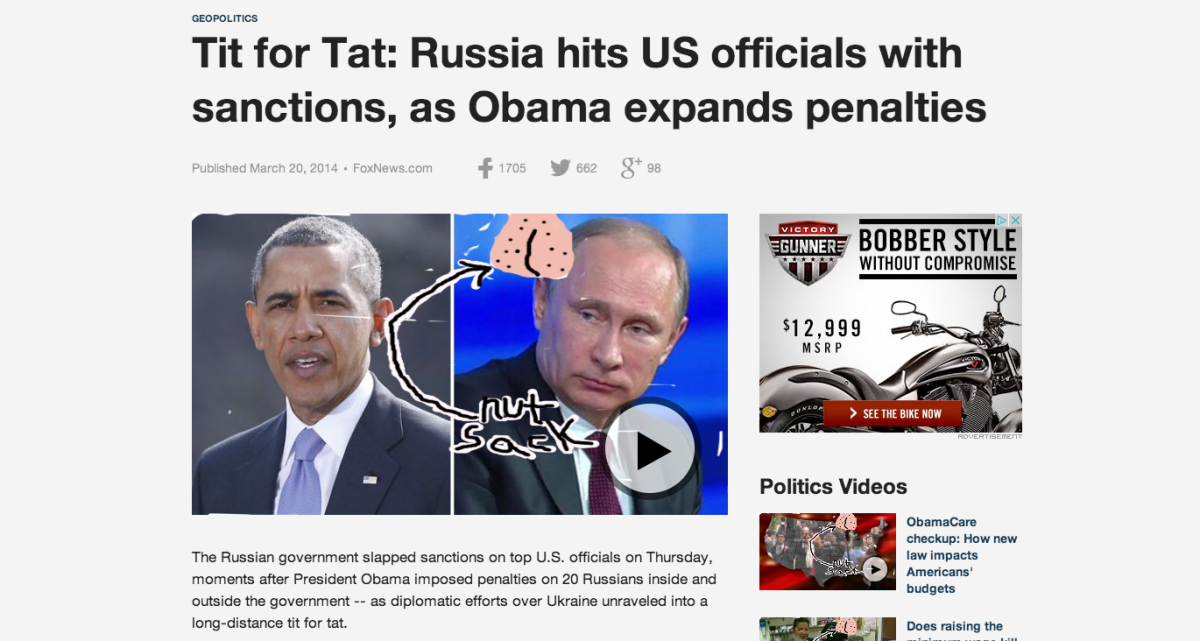 GEOPOLITICS
Tit for Tat: Russia hits US officials with
sanctions, as Obama expands penalties
Published March 20, 2014 • FoxNews.com
1705
662
98
nut
sack
VICTORY
GUNNER
BOBBER STYLE
WITHOUT COMPROMISE
$12,999
MSRP
DUNLOP
VICTORY
SEE THE BIKE NOW
ADVERTISEMENT
Politics Videos
nut
sack
ObamaCare
checkup: How new
law impacts
Americans'
budgets
Does raising the
The Russian government slapped sanctions on top U.S. officials on Thursday,
moments after President Obama imposed penalties on 20 Russians inside and
outside the government -- as diplomatic efforts over Ukraine unraveled into a
long-distance tit for tat.